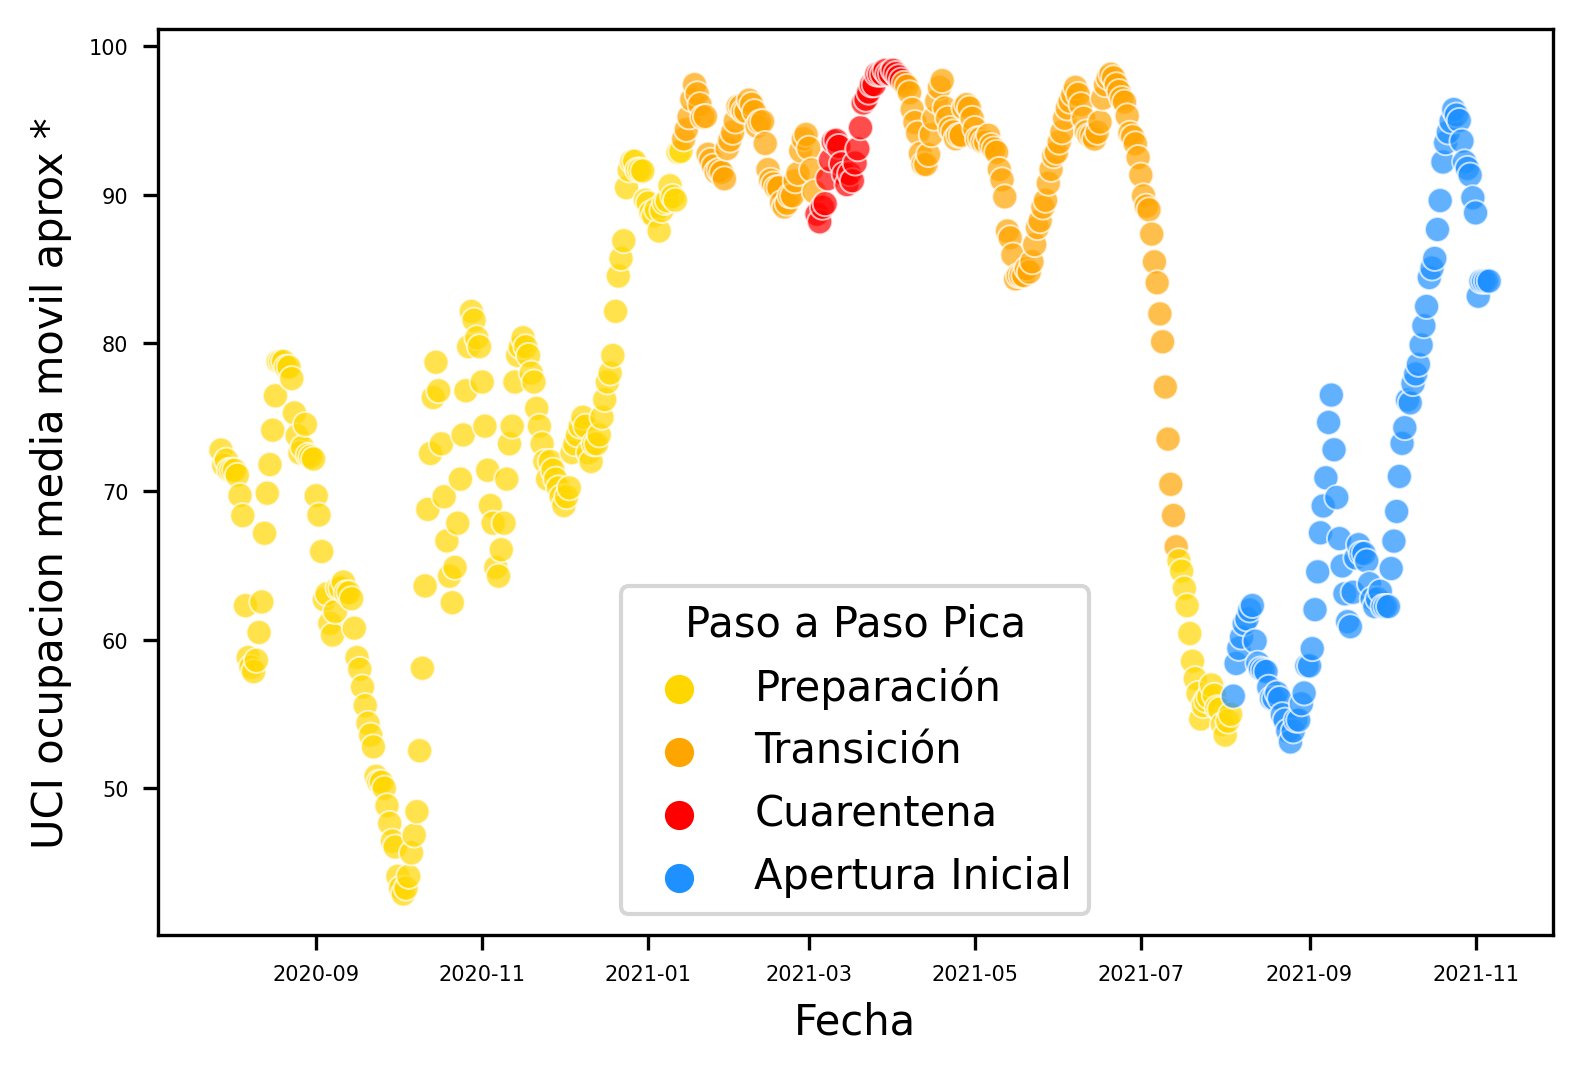 UCI ocupacion media movil aprox *
100
90
80
70
60
50
Paso a Paso Pica
Preparación
Transición
Cuarentena
Apertura Inicial
2020-09
2020-11
2021-01
2021-03
2021-05
2021-07
2021-09
2021-11
Fecha